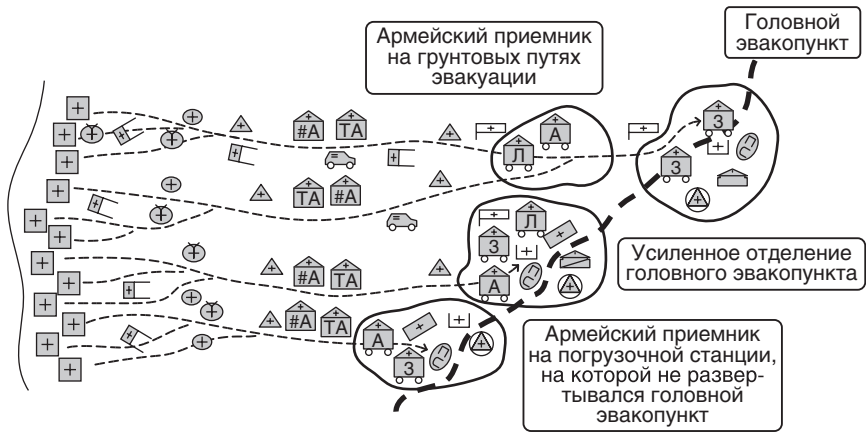 Армейский приемник
на грунтовых путях
эвакуации
Головной
эвакопункт
#А
ТА
А
Л
З
З
ТА
#А
Л
З
А
Усиленное отделение
головного эвакопункта
#А
ТА
#А
ТА
А
З
Армейский приемник
на погрузочной станции,
на которой не развер-
тывался головной
эвакопункт